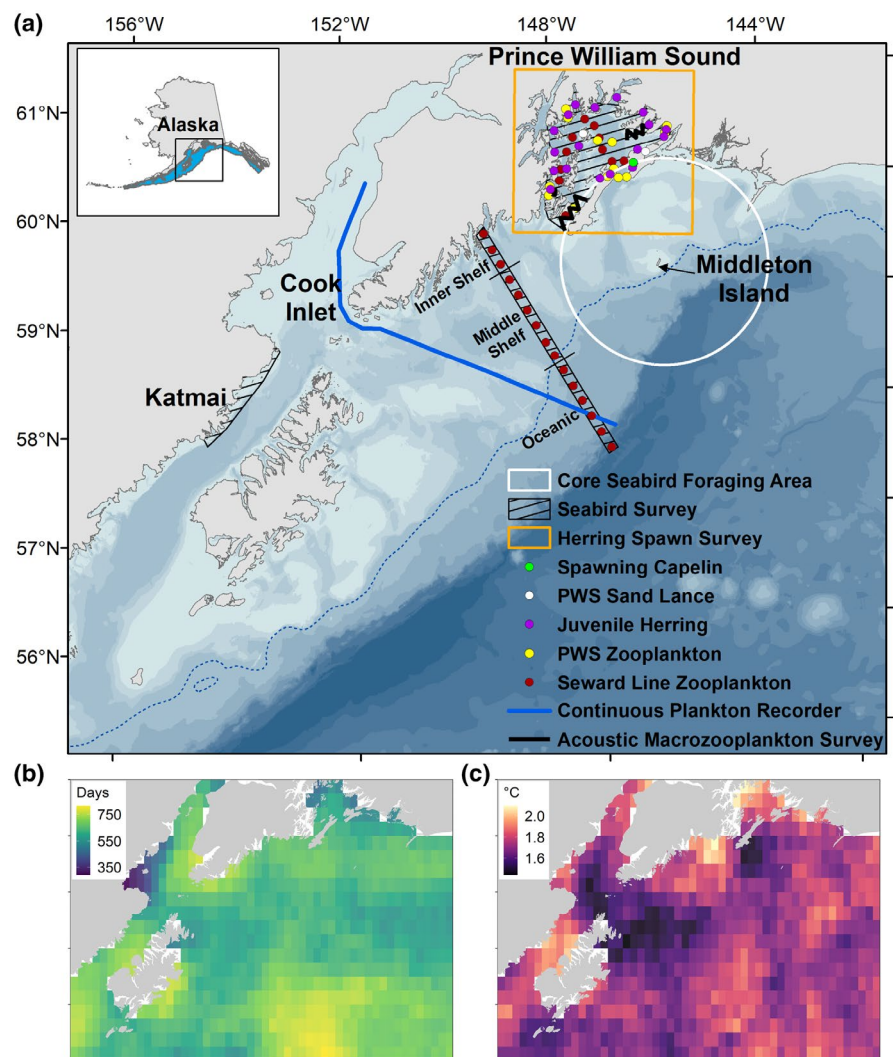 (a)
156°W 152°W 148°W 144°W
Prince William Sound
61°N
Alaska
60°N
Cook
Inlet
Inner Shelf
Middleton
Island
59°N
Middle
Shelf
Katmai
Oceanic
58°N
Core Seabird Foraging Area
Seabird Survey
57°N
Herring Spawn Survey
Spawning Capelin
PWS Sand Lance
Juvenile Herring
56°N
PWS Zooplankton
Seward Line Zooplankton
Continuous Plankton Recorder
Acoustic Macrozooplankton Survey
(b)
Days
750
550
350
(c)
°C
2.0
1.8
1.6